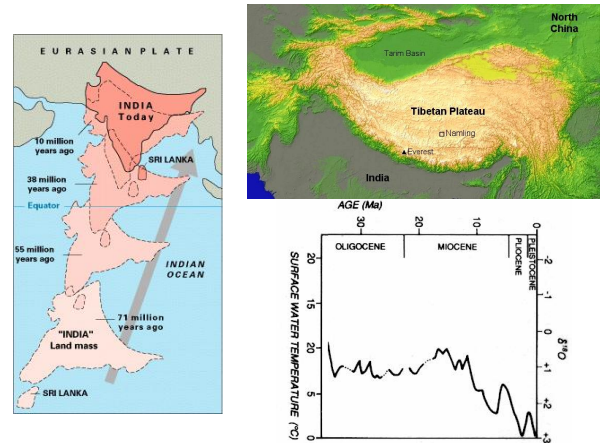 EURASIAN PLATE
INDIA
Today
10 million
years ago
SRI LANKA
38 million
years ago
Equator
55 million
years ago
INDIAN
OCEAN
71 million
years ago
"INDIA"
Land mass
SRI LANKA
North
China
Tarim Basin
Tibetan Plateau
Namling
Everest
India
AGE (Ma)
30
20
10
0
OLIGOCENE
MIOCENE
PLIOCENE
PLEISTOCENE
SURFACE WATER TEMPERATURE (°C)
20
15
10
5
0
-2
-1
0
+1
+2
+3
δ18O